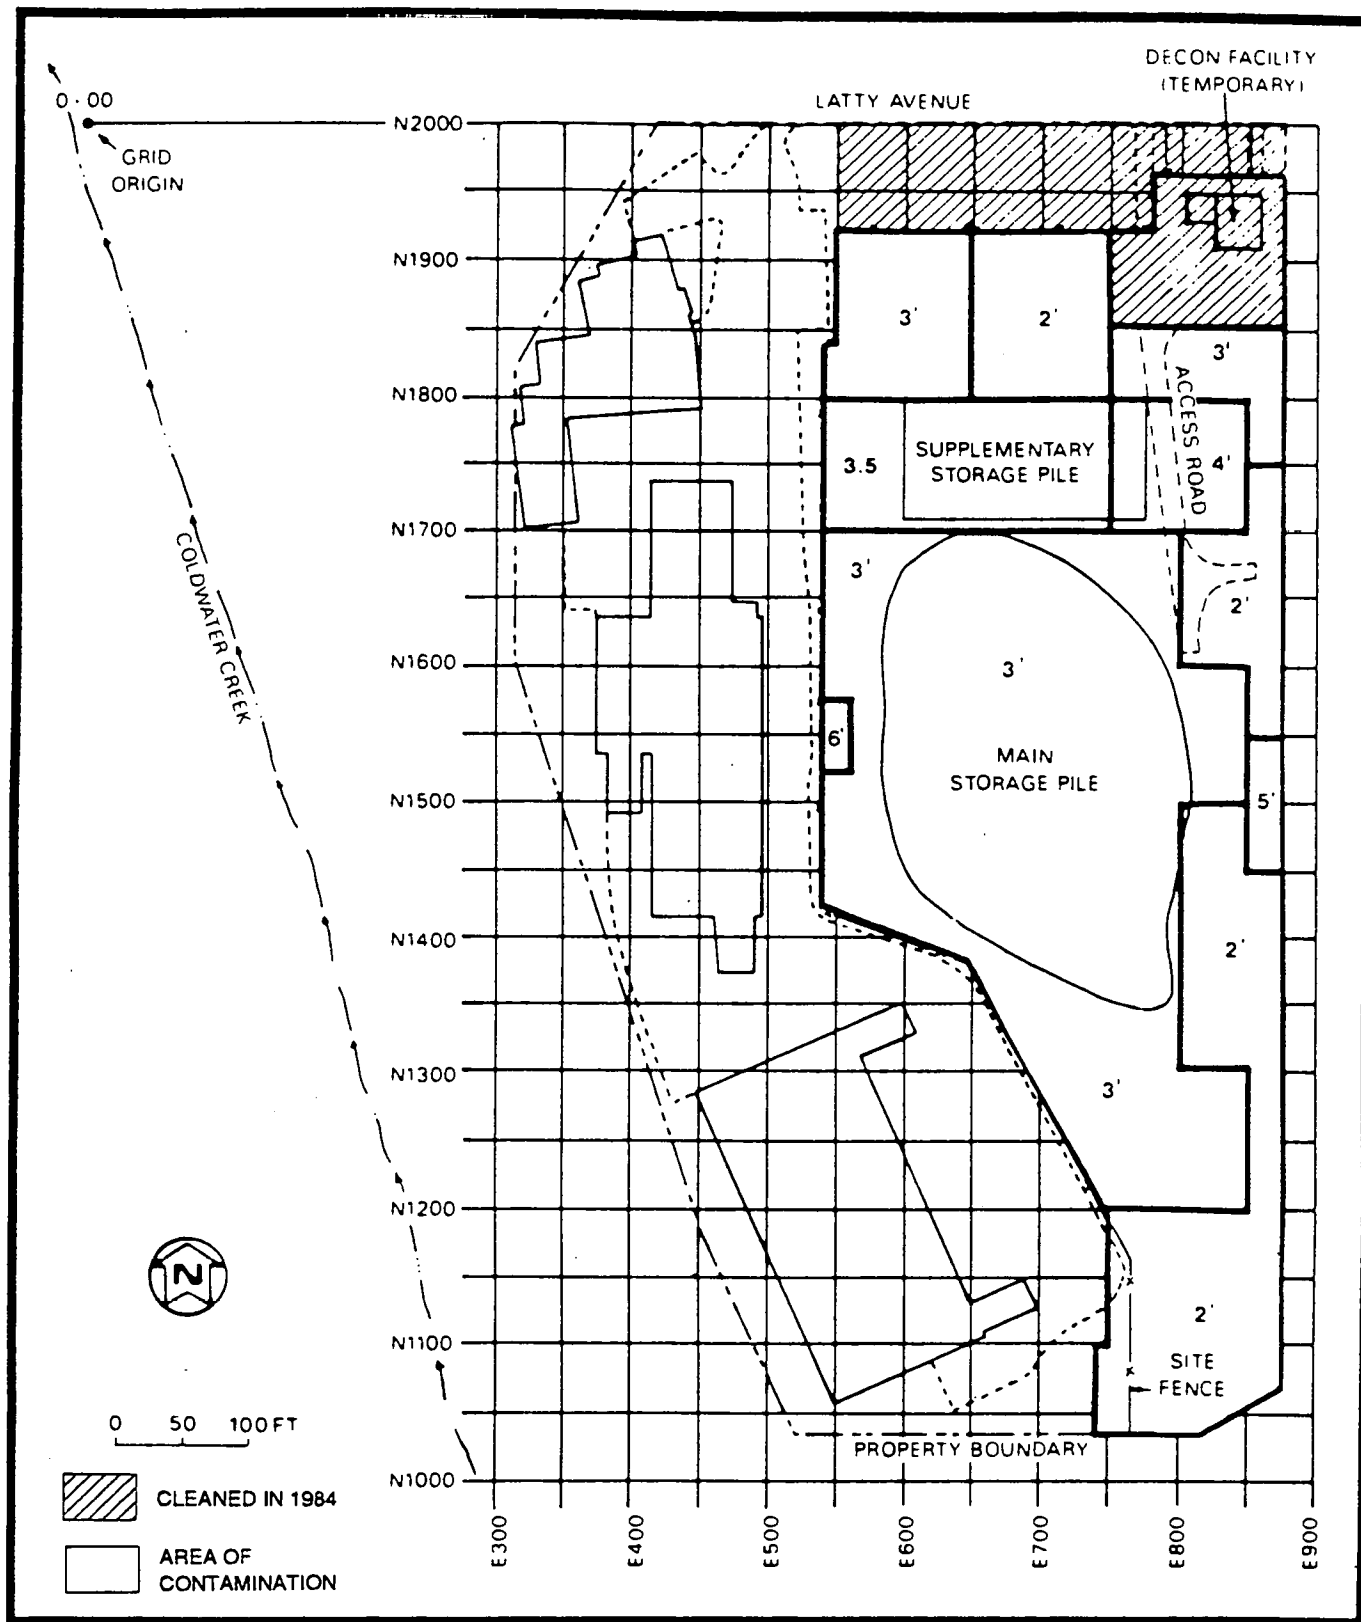 DECON FACILITY
(TEMPORARY)
LATTY AVENUE
0+00
GRID
ORIGIN
N2000
N1900
N1800
N1700
N1600
N1500
N1400
N1300
N1200
N1100
N1000
3'
2'
3'
ACCESS ROAD
SUPPLEMENTARY
STORAGE PILE
3.5
4'
3'
2'
3'
6'
MAIN
STORAGE PILE
5'
2'
3'
2'
COLDWATER CREEK
N
SITE
FENCE
PROPERTY BOUNDARY
0 50 100 FT
CLEANED IN 1984
AREA OF
CONTAMINATION
E300
E400
E500
E600
E700
E800
E900